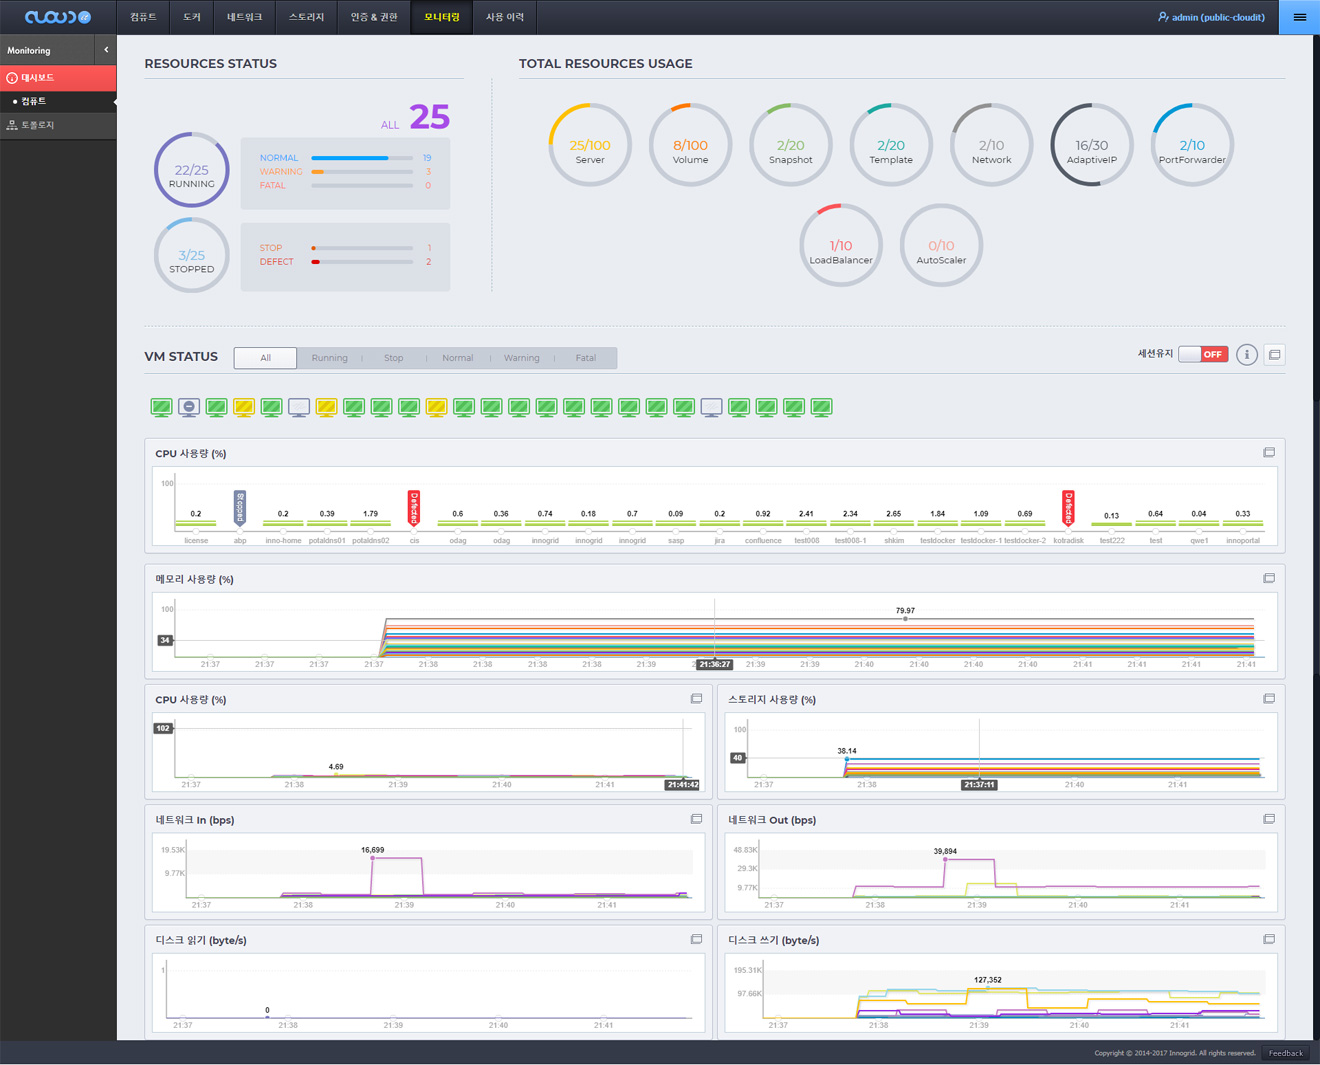 CLOUD it
컴퓨트 도커 네트워크 스토리지 인증 & 권한 모니터링 사용 이력
admin (public-cloudit)
Monitoring
대시보드
컴퓨트
토폴로지
RESOURCES STATUS
ALL 25
22/25
RUNNING
NORMAL 19
WARNING 3
FATAL 0
3/25
STOPPED
STOP 1
DEFECT 2
TOTAL RESOURCES USAGE
25/100 8/100 2/20 2/20 2/10 16/30 2/10
Server Volume Snapshot Template Network AdaptiveIP PortForwarder
1/10 0/10
LoadBalancer AutoScaler
VM STATUS All Running Stop Normal Warning Fatal
세션유지 OFF
CPU 사용량 (%)
100
0.2 Stopped 0.2 0.39 1.79 Defected 0.6 0.36 0.74 0.18 0.7 0.09 0.2 0.92 2.41 2.34 2.65 1.84 1.09 0.69 Defected 0.13 0.64 0.04 0.33
license abp inno-home potaldns01 potaldns02 cis odag odag innogrid innogrid innogrid sasp jira confluence test008 test008-1 shkim testdocker testdocker-1 testdocker-2 kotradisk test222 test qwe1 innoportal
메모리 사용량 (%)
100
79.97
34
21:37 21:37 21:37 21:37 21:38 21:38 21:38 21:38 21:39 21:36:27 21:39 21:39 21:40 21:40 21:40 21:40 21:41 21:41 21:41 21:41
CPU 사용량 (%)
102
4.69
21:37 21:38 21:39 21:40 21:41 21:41:42
스토리지 사용량 (%)
100
38.14
40
21:37 21:38 21:37:11 21:40 21:41
네트워크 In (bps)
19.53K
16,699
9.77K
21:37 21:38 21:39 21:40 21:41
네트워크 Out (bps)
48.83K
39,894
29.3K
9.77K
21:37 21:38 21:39 21:40 21:41
디스크 읽기 (byte/s)
1
0
21:37 21:38 21:39 21:40 21:41
디스크 쓰기 (byte/s)
195.31K
127,352
97.66K
21:37 21:38 21:39 21:40 21:41
Copyright © 2014-2017 Innogrid. All rights reserved. Feedback